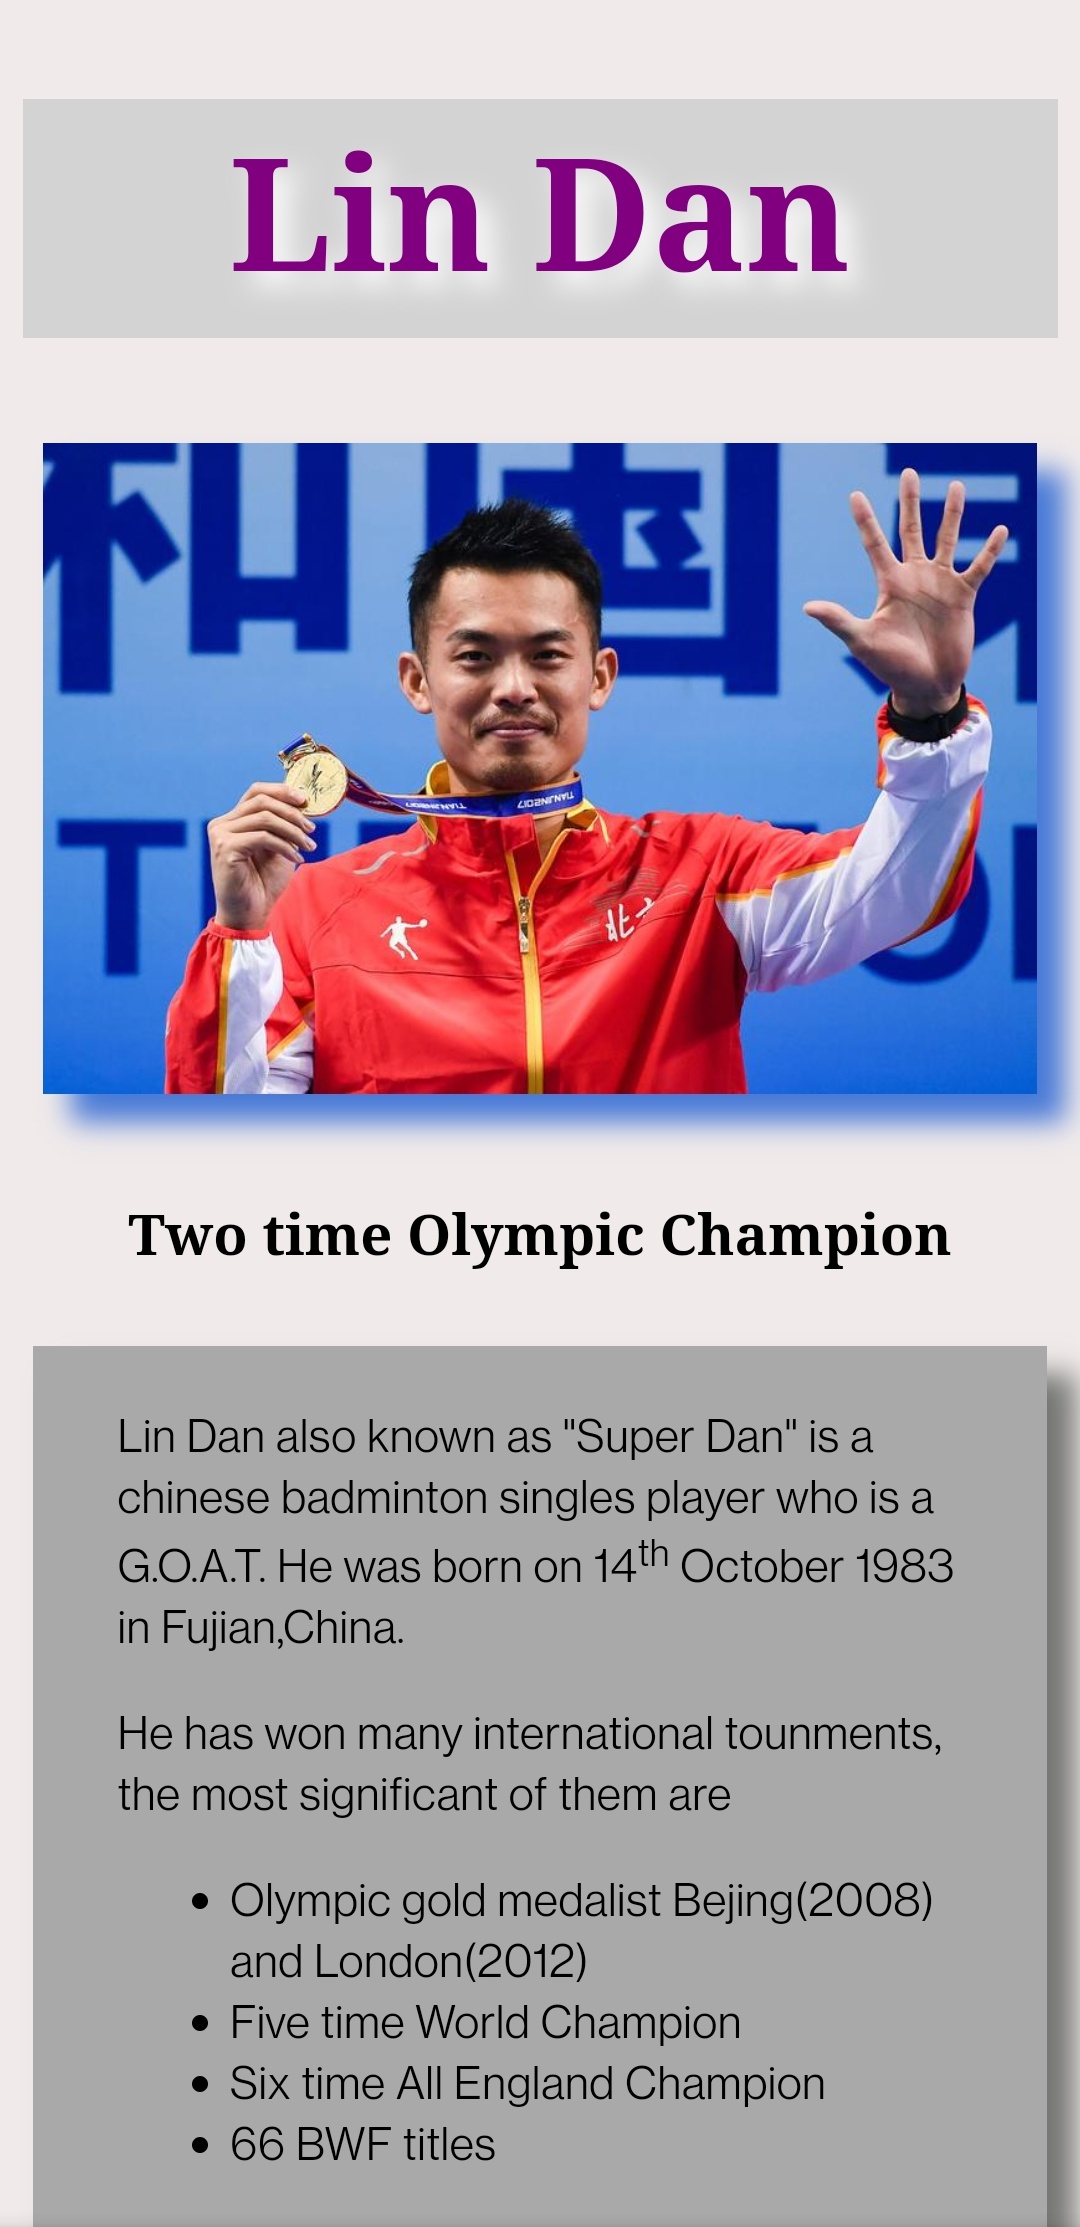 Lin Dan
和国
T
TIANJIN2017 TIANJIN2017
北
Two time Olympic Champion
Lin Dan also known as "Super Dan" is a
chinese badminton singles player who is a
G.O.A.T. He was born on 14th October 1983
in Fujian,China.
He has won many international tounments,
the most significant of them are
• Olympic gold medalist Bejing(2008)
and London(2012)
• Five time World Champion
• Six time All England Champion
• 66 BWF titles